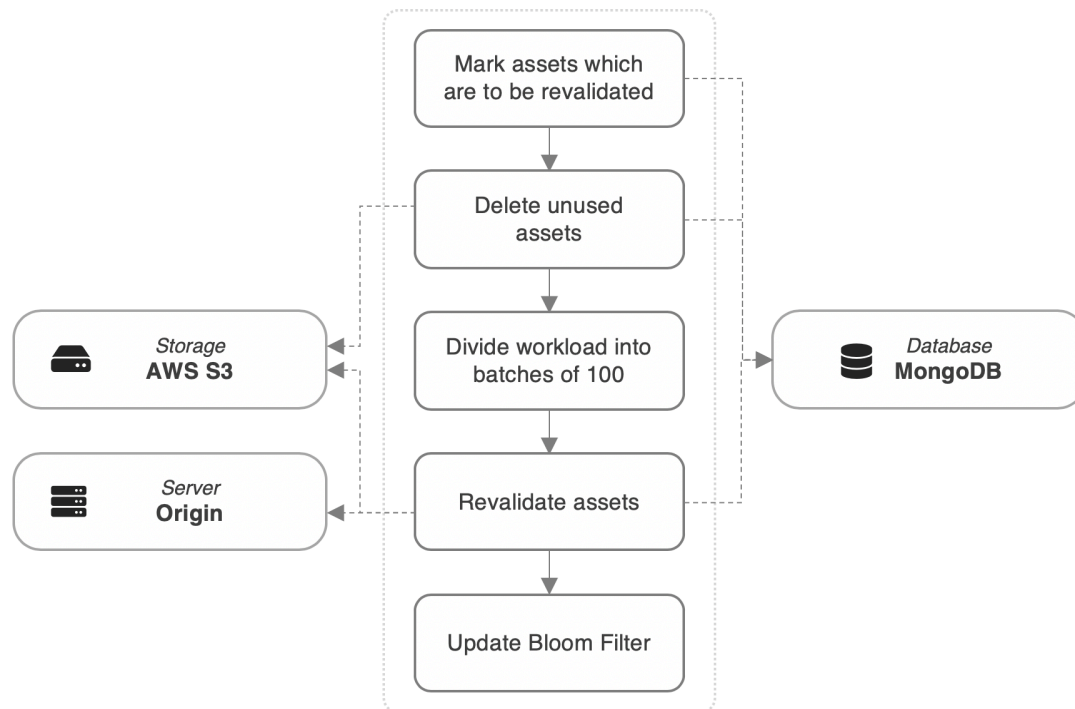 Mark assets which
are to be revalidated
Delete unused
assets
Storage
AWS S3
Divide workload into
batches of 100
Database
MongoDB
Server
Origin
Revalidate assets
Update Bloom Filter